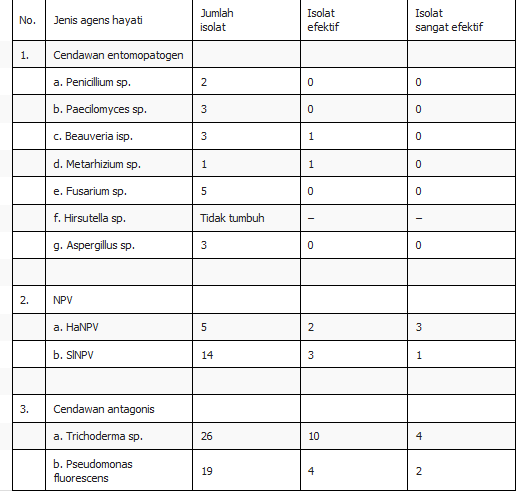 No. Jenis agens hayati Jumlah isolat Isolat efektif Isolat sangat efektif
1. Cendawan entomopatogen
a. Penicillium sp. 2 0 0
b. Paecilomyces sp. 3 0 0
c. Beauveria isp. 3 1 0
d. Metarhizium sp. 1 1 0
e. Fusarium sp. 5 0 0
f. Hirsutella sp. Tidak tumbuh – –
g. Aspergillus sp. 3 0 0
2. NPV
a. HaNPV 5 2 3
b. SlNPV 14 3 1
3. Cendawan antagonis
a. Trichoderma sp. 26 10 4
b. Pseudomonas fluorescens 19 4 2